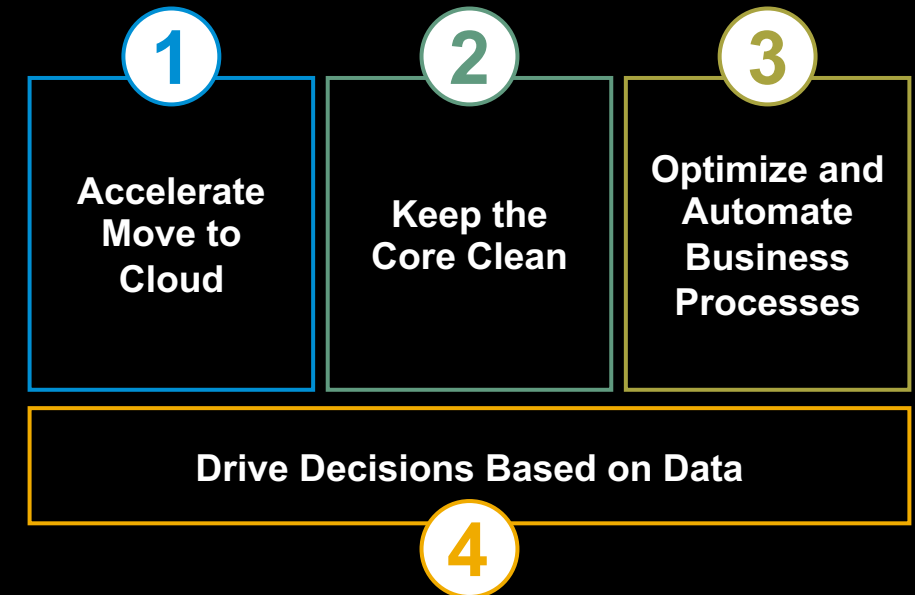 1
Accelerate
Move to
Cloud
2
Keep the
Core Clean
3
Optimize and
Automate
Business
Processes
Drive Decisions Based on Data
4